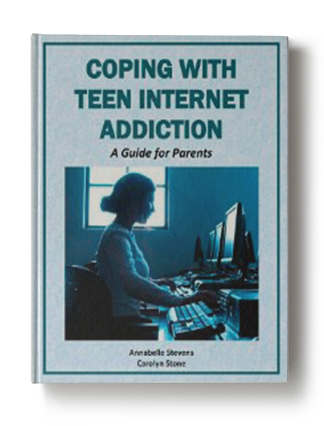 COPING WITH
TEEN INTERNET
ADDICTION
A Guide for Parents
Annabelle Stevens
Carolyn Stone